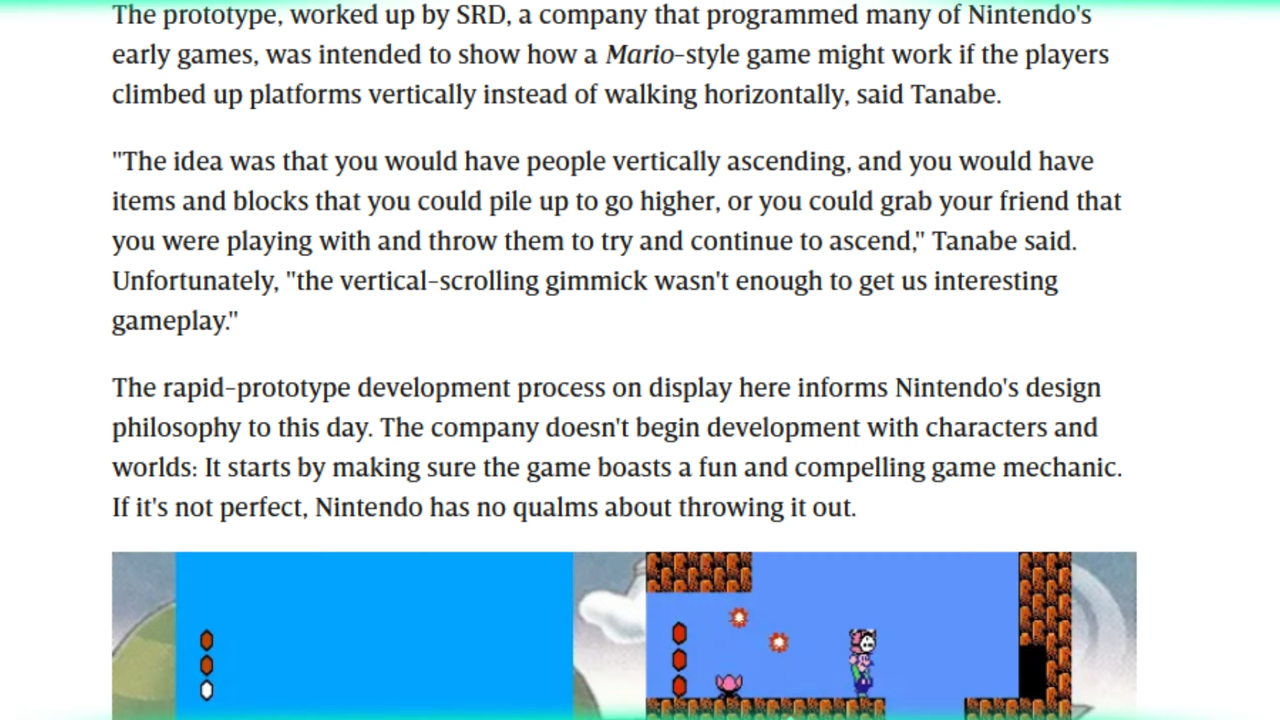 The prototype, worked up by SRD, a company that programmed many of Nintendo's
early games, was intended to show how a Mario-style game might work if the players
climbed up platforms vertically instead of walking horizontally, said Tanabe.
"The idea was that you would have people vertically ascending, and you would have
items and blocks that you could pile up to go higher, or you could grab your friend that
you were playing with and throw them to try and continue to ascend," Tanabe said.
Unfortunately, "the vertical-scrolling gimmick wasn't enough to get us interesting
gameplay."
The rapid-prototype development process on display here informs Nintendo's design
philosophy to this day. The company doesn't begin development with characters and
worlds: It starts by making sure the game boasts a fun and compelling game mechanic.
If it's not perfect, Nintendo has no qualms about throwing it out.